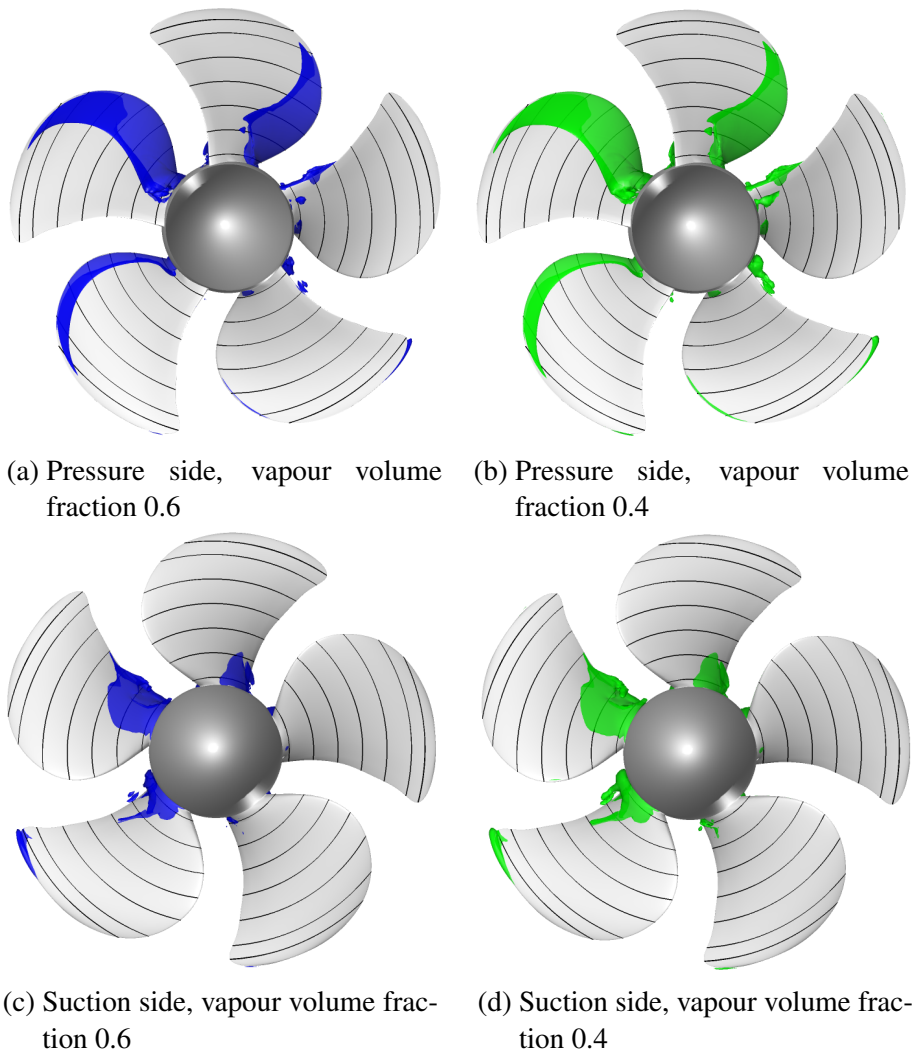 (a) Pressure side, vapour volume
fraction 0.6
(b) Pressure side, vapour volume
fraction 0.4
(c) Suction side, vapour volume frac-
tion 0.6
(d) Suction side, vapour volume frac-
tion 0.4